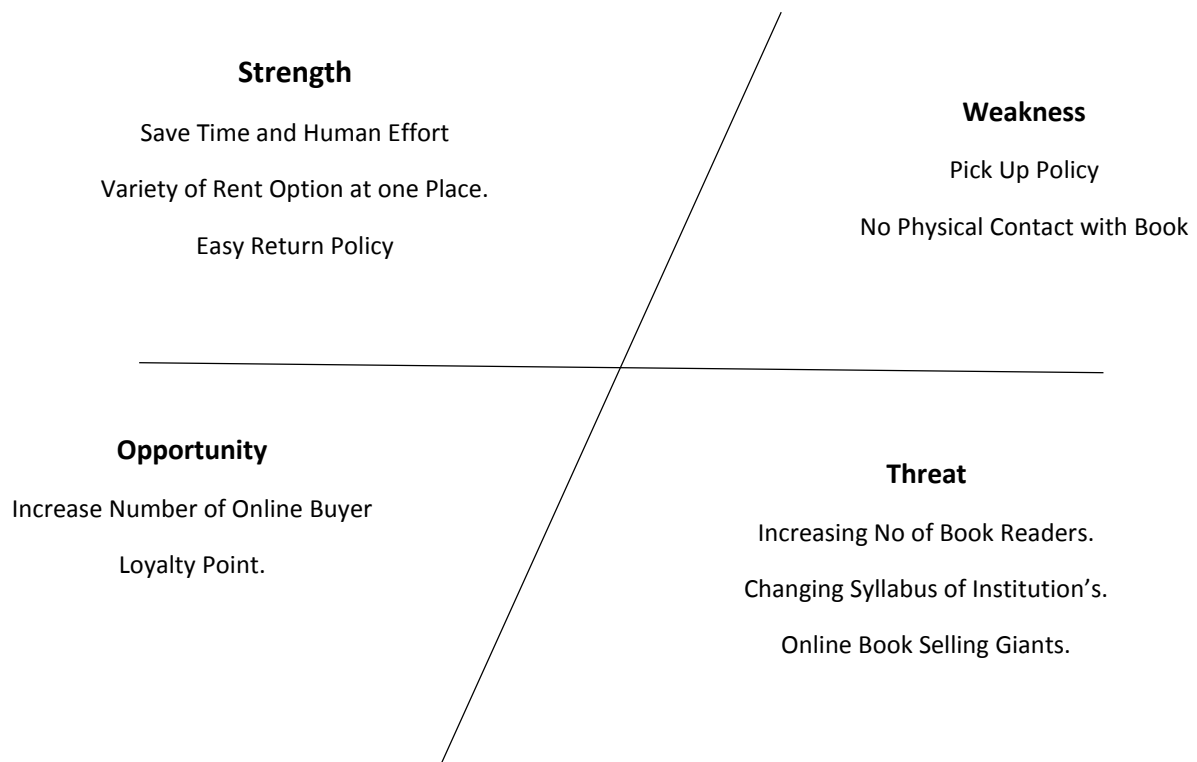 Strength
Save Time and Human Effort
Variety of Rent Option at one Place.
Easy Return Policy
Weakness
Pick Up Policy
No Physical Contact with Book
Opportunity
Increase Number of Online Buyer
Loyalty Point.
Threat
Increasing No of Book Readers.
Changing Syllabus of Institution’s.
Online Book Selling Giants.